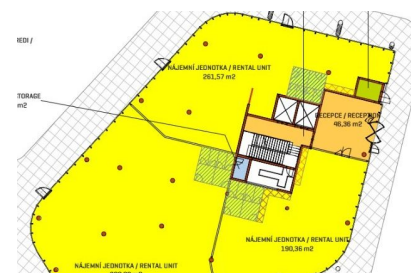 REDI /
NÁJEMNÍ JEDNOTKA / RENTAL UNIT
261,57 m2
TORAGE
m2
RECEPCE / RECEPTION
46,36 m2
NÁJEMNÍ JEDNOTKA / RENTAL UNIT
190,36 m2
NÁJEMNÍ JEDNOTKA / RENTAL UNIT